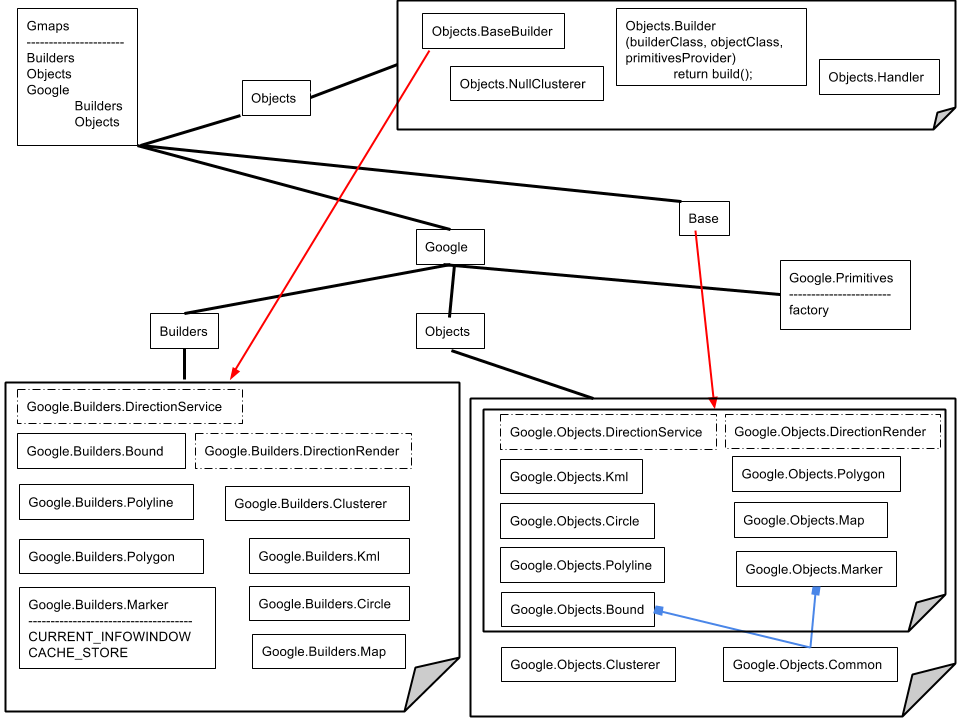 Gmaps
----------------------
Builders
Objects
Google
Builders
Objects
Objects
Objects.BaseBuilder
Objects.NullClusterer
Objects.Builder
(builderClass, objectClass,
primitivesProvider)
return build();
Objects.Handler
Base
Google
Google.Primitives
-----------------------
factory
Builders
Objects
Google.Builders.DirectionService
Google.Builders.Bound
Google.Builders.DirectionRender
Google.Builders.Polyline
Google.Builders.Clusterer
Google.Builders.Polygon
Google.Builders.Kml
Google.Builders.Marker
-------------------------------------
CURRENT_INFOWINDOW
CACHE_STORE
Google.Builders.Circle
Google.Builders.Map
Google.Objects.DirectionService
Google.Objects.DirectionRender
Google.Objects.Kml
Google.Objects.Polygon
Google.Objects.Circle
Google.Objects.Map
Google.Objects.Polyline
Google.Objects.Marker
Google.Objects.Bound
Google.Objects.Clusterer
Google.Objects.Common